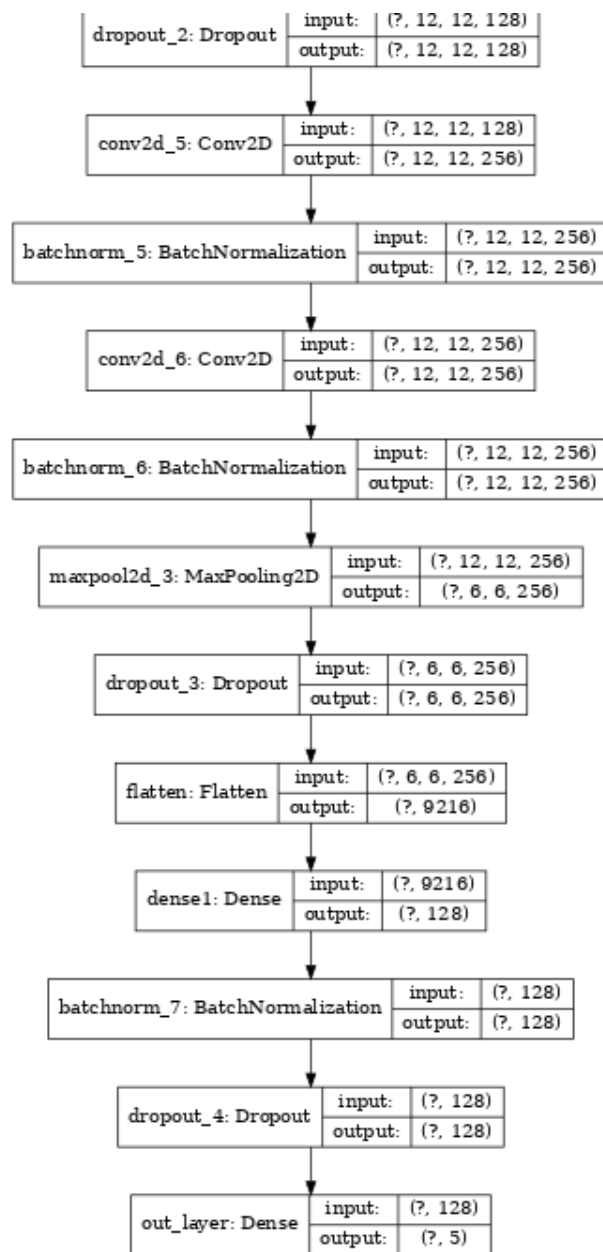 dropout_2: Dropout input: (?, 12, 12, 128)
output: (?, 12, 12, 128)
conv2d_5: Conv2D input: (?, 12, 12, 128)
output: (?, 12, 12, 256)
batchnorm_5: BatchNormalization input: (?, 12, 12, 256)
output: (?, 12, 12, 256)
conv2d_6: Conv2D input: (?, 12, 12, 256)
output: (?, 12, 12, 256)
batchnorm_6: BatchNormalization input: (?, 12, 12, 256)
output: (?, 12, 12, 256)
maxpool2d_3: MaxPooling2D input: (?, 12, 12, 256)
output: (?, 6, 6, 256)
dropout_3: Dropout input: (?, 6, 6, 256)
output: (?, 6, 6, 256)
flatten: Flatten input: (?, 6, 6, 256)
output: (?, 9216)
dense1: Dense input: (?, 9216)
output: (?, 128)
batchnorm_7: BatchNormalization input: (?, 128)
output: (?, 128)
dropout_4: Dropout input: (?, 128)
output: (?, 128)
out_layer: Dense input: (?, 128)
output: (?, 5)